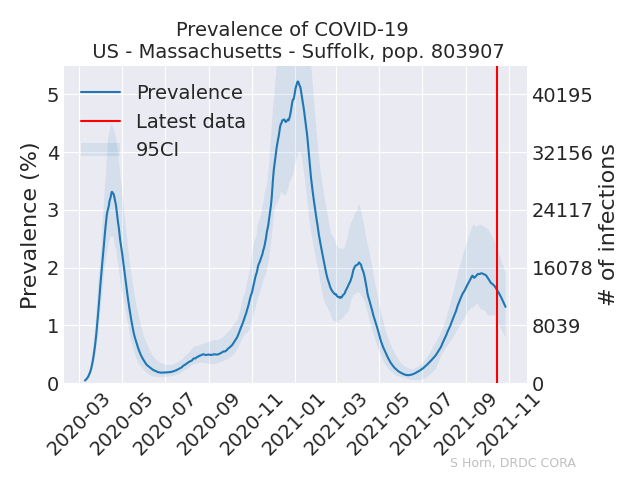 Prevalence of COVID-19
US - Massachusetts - Suffolk, pop. 803907
Prevalence
Latest data
95CI
Prevalence (%)
5
4
3
2
1
0
40195
32156
24117
16078
8039
0
# of infections
2020-03
2020-05
2020-07
2020-09
2020-11
2021-01
2021-03
2021-05
2021-07
2021-09
2021-11
S Horn, DRDC CORA